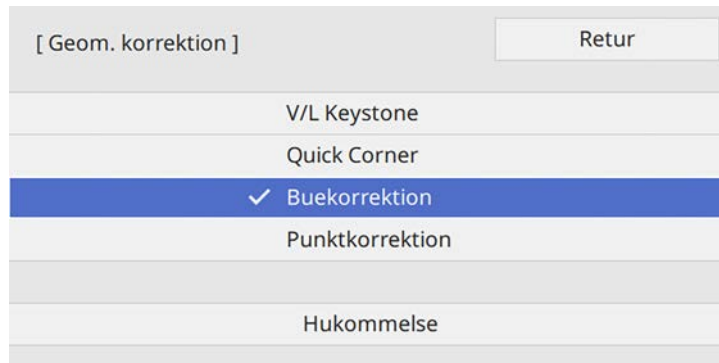 [ Geom. korrektion ]
Retur
V/L Keystone
Quick Corner
Buekorrektion
Punktkorrektion
Hukommelse